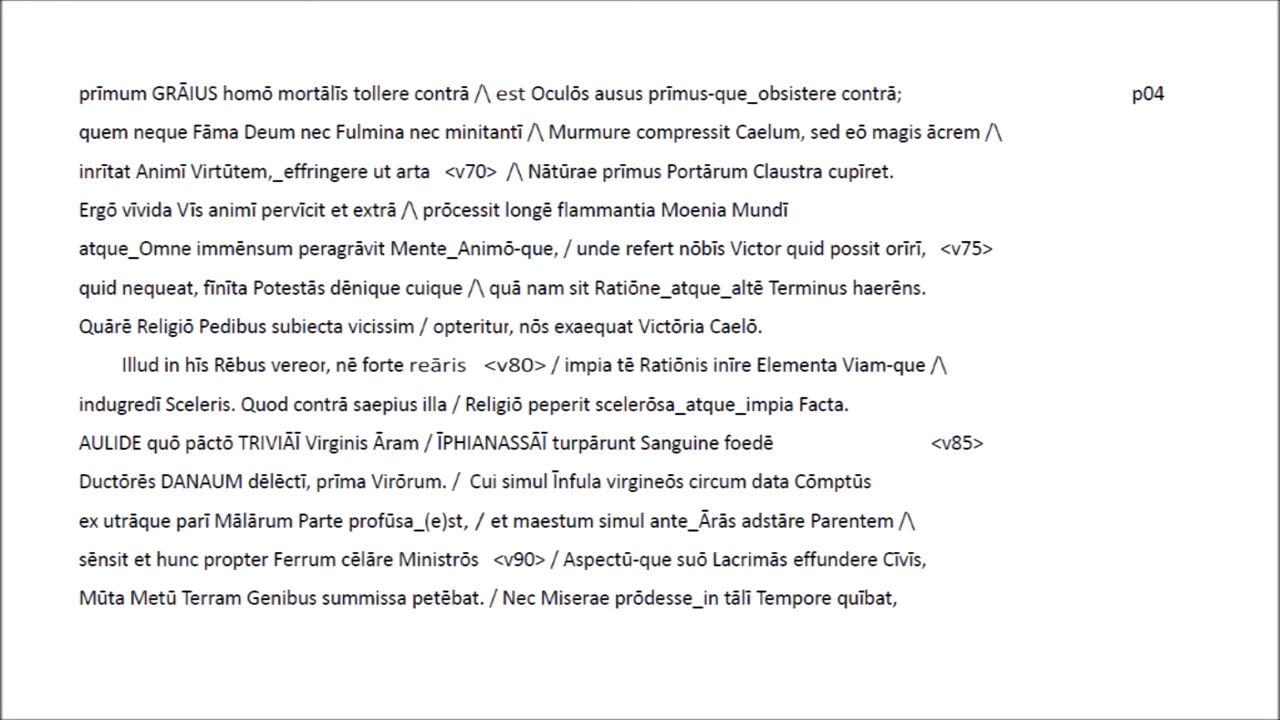 prīmum GRĀIUS homō mortālīs tollere contrā /\ est Oculōs ausus prīmus-que_obsistere contrā; p04
quem neque Fāma Deum nec Fulmina nec minitantī /\ Murmure compressit Caelum, sed eō magis ācrem /\
inrītat Animī Virtūtem,_effringere ut arta <v70> /\ Nātūrae prīmus Portārum Claustra cupīret.
Ergō vīvida Vīs animī pervīcit et extrā /\ prōcessit longē flammantia Moenia Mundī
atque_Omne immēnsum peragrāvit Mente_Animō-que, / unde refert nōbīs Victor quid possit orīrī, <v75>
quid nequeat, fīnīta Potestās dēnique cuique /\ quā nam sit Ratiōne_atque_altē Terminus haerēns.
Quārē Religiō Pedibus subiecta vicissim / opteritur, nōs exaequat Victōria Caelō.
Illud in hīs Rēbus vereor, nē forte reāris <v80> / impia tē Ratiōnis inīre Elementa Viam-que /\
indugredī Sceleris. Quod contrā saepius illa / Religiō peperit scelerōsa_atque_impia Facta.
AULIDE quō pāctō TRIVIĀĪ Virginis Āram / ĪPHIANASSĀĪ turpārunt Sanguine foedē <v85>
Ductōrēs DANAUM dēlēctī, prīma Virōrum. / Cui simul Īnfula virgineōs circum data Cōmptūs
ex utrāque parī Mālārum Parte profūsa_(e)st, / et maestum simul ante_Ārās adstāre Parentem /\
sēnsit et hunc propter Ferrum cēlāre Ministrōs <v90> / Aspectū-que suō Lacrimās effundere Cīvīs,
Mūta Metū Terram Genibus summissa petēbat. / Nec Miserae prōdesse_in tālī Tempore quībat,